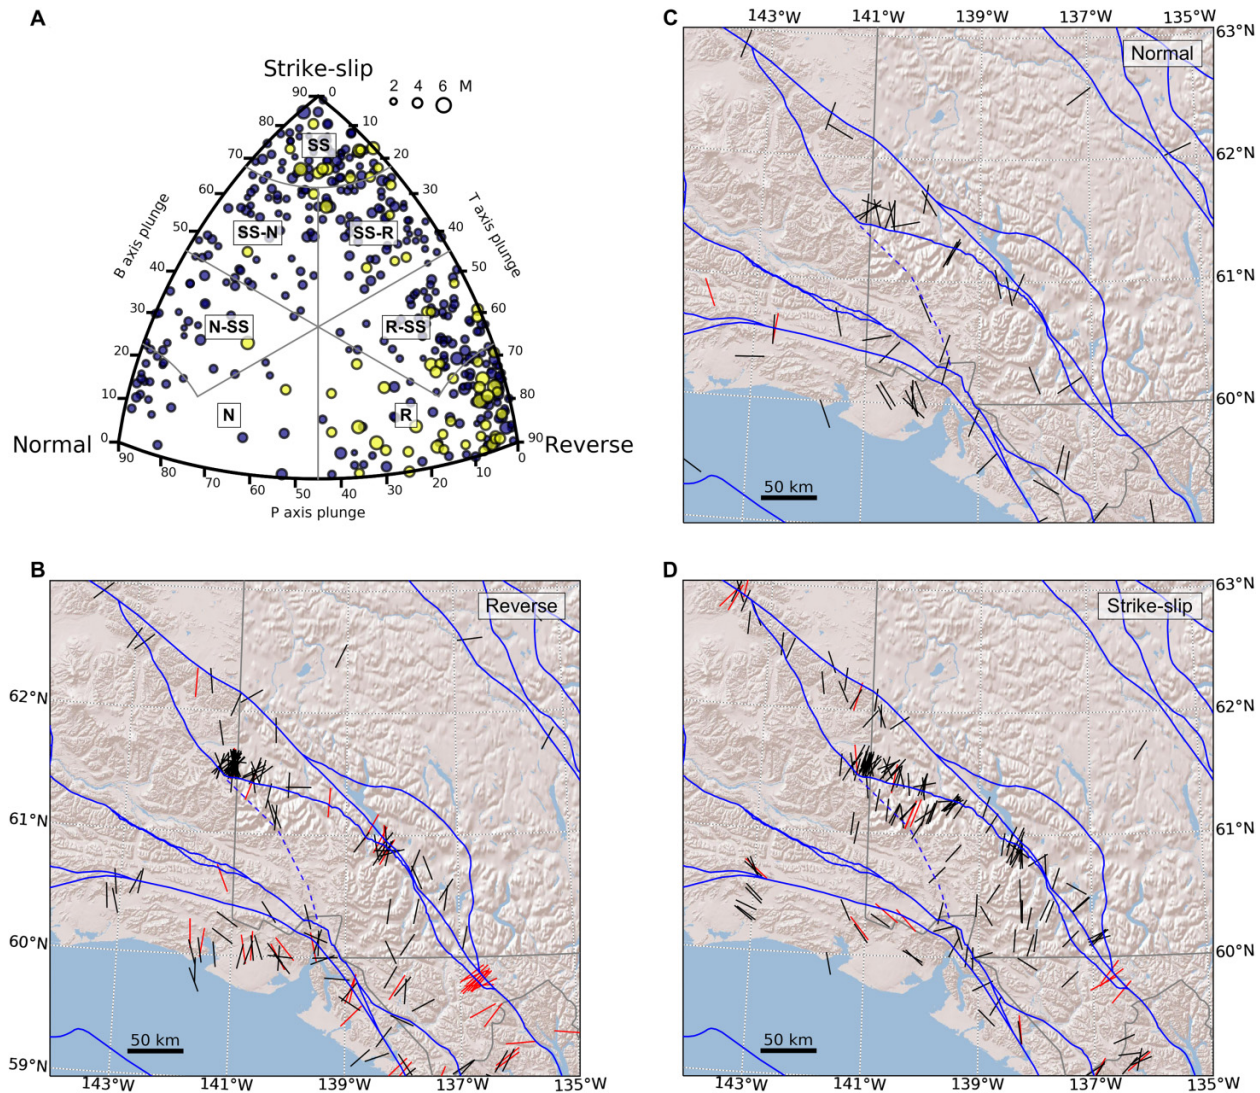 A
Strike-slip
90 0
2 4 6 M
80 10
SS
70 20
60 30
B axis plunge
T axis plunge
50 SS-N SS-R 40
40 50
30 N-SS R-SS 60
20 70
10 N R 80
Normal 0 90 Reverse
90 80 70 60 50 40 30 20 10 0
P axis plunge
C
143°W 141°W 139°W 137°W 135°W
63°N
Normal
62°N
61°N
60°N
50 km
B
Reverse
62°N
61°N
60°N
50 km
59°N
143°W 141°W 139°W 137°W 135°W
D
63°N
Strike-slip
62°N
61°N
60°N
50 km
143°W 141°W 139°W 137°W 135°W